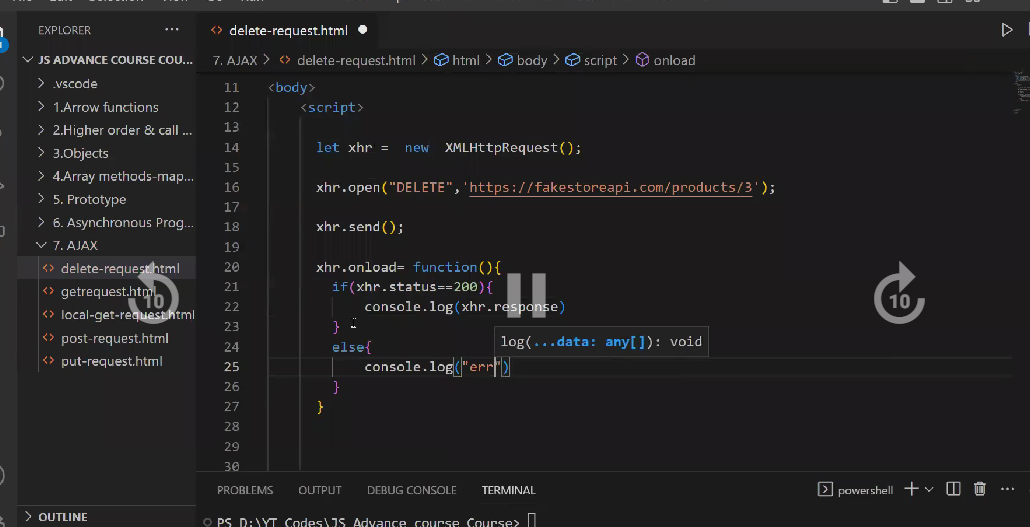 EXPLORER ···
delete-request.html
JS ADVANCE COURSE COU...
7. AJAX > delete-request.html > html > body > script > onload
.vscode
1.Arrow functions
2.Higher order & call ...
3.Objects
4.Array methods-map...
5. Prototype
6. Asynchronous Prog...
7. AJAX
delete-request.html
getrequest.html
local-get-request.html
post-request.html
put-request.html
OUTLINE
11 <body>
12 <script>
13
14 let xhr = new XMLHttpRequest();
15
16 xhr.open("DELETE",'https://fakestoreapi.com/products/3');
17
18 xhr.send();
19
20 xhr.onload= function(){
21 if(xhr.status==200){
22 console.log(xhr.response)
23 }
24 else{
25 console.log("err")
26 }
27 }
28
29
30
log(...data: any[]): void
10
10
PROBLEMS OUTPUT DEBUG CONSOLE TERMINAL powershell
PS D:\YT Codes\JS Advance course Course>